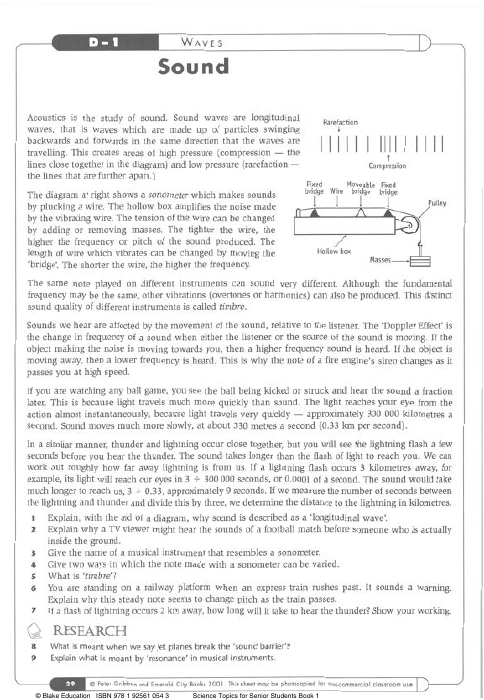 D-1 WAVES
Sound
Acoustics is the study of sound. Sound waves are longitudinal
waves, that is waves which are made up of particles swinging
backwards and forwards in the same direction that the waves are
travelling. This creates areas of high pressure (compression — the
lines close together in the diagram) and low pressure (rarefaction —
the lines that are further apart.)
Rarefaction
Compression
The diagram at right shows a sonometer which makes sounds
by plucking a wire. The hollow box amplifies the noise made
by the vibrating wire. The tension of the wire can be changed
by adding or removing masses. The tighter the wire, the
higher the frequency or pitch of the sound produced. The
length of wire which vibrates can be changed by moving the
'bridge'. The shorter the wire, the higher the frequency.
Fixed bridge
Wire
Moveable bridge
Fixed bridge
Pulley
Hollow box
Masses
The same note played on different instruments can sound very different. Although the fundamental
frequency may be the same, other vibrations (overtones or harmonics) can also be produced. This distinct
sound quality of different instruments is called timbre.
Sounds we hear are affected by the movement of the sound, relative to the listener. The 'Doppler Effect' is
the change in frequency of a sound when either the listener or the source of the sound is moving. If the
object making the noise is moving towards you, then a higher frequency sound is heard. If the object is
moving away, then a lower frequency is heard. This is why the note of a fire engine's siren changes as it
passes you at high speed.
If you are watching any ball game, you see the ball being kicked or struck and hear the sound a fraction
later. This is because light travels much more quickly than sound. The light reaches your eye from the
action almost instantaneously, because light travels very quickly — approximately 300 000 kilometres a
second. Sound moves much more slowly, at about 330 metres a second (0.33 km per second).
In a similar manner, thunder and lightning occur close together, but you will see the lightning flash a few
seconds before you hear the thunder. The sound takes longer than the flash of light to reach you. We can
work out roughly how far away lightning is from us. If a lightning flash occurs 3 kilometres away, for
example, its light will reach our eyes in 3 ÷ 300 000 seconds, or 0.0001 of a second. The sound would take
much longer to reach us, 3 ÷ 0.33, approximately 9 seconds. If we measure the number of seconds between
the lightning and thunder and divide this by three, we determine the distance to the lightning in kilometres.
1 Explain, with the aid of a diagram, why sound is described as a 'longitudinal wave'.
2 Explain why a TV viewer might hear the sounds of a football match before someone who is actually
inside the ground.
3 Give the name of a musical instrument that resembles a sonometer.
4 Give two ways in which the note made with a sonometer can be varied.
5 What is 'timbre'?
6 You are standing on a railway platform when an express train rushes past. It sounds a warning.
Explain why this steady note seems to change pitch as the train passes.
7 If a flash of lightning occurs 2 km away, how long will it take to hear the thunder? Show your working.
RESEARCH
8 What is meant when we say jet planes break the 'sound barrier'?
9 Explain what is meant by 'resonance' in musical instruments.
29 © Peter Gribben and Emerald City Books 2001. This sheet may be photocopied for non-commercial classroom use.
© Blake Education ISBN 978 1 92561 054 3 Science Topics for Senior Students Book 1